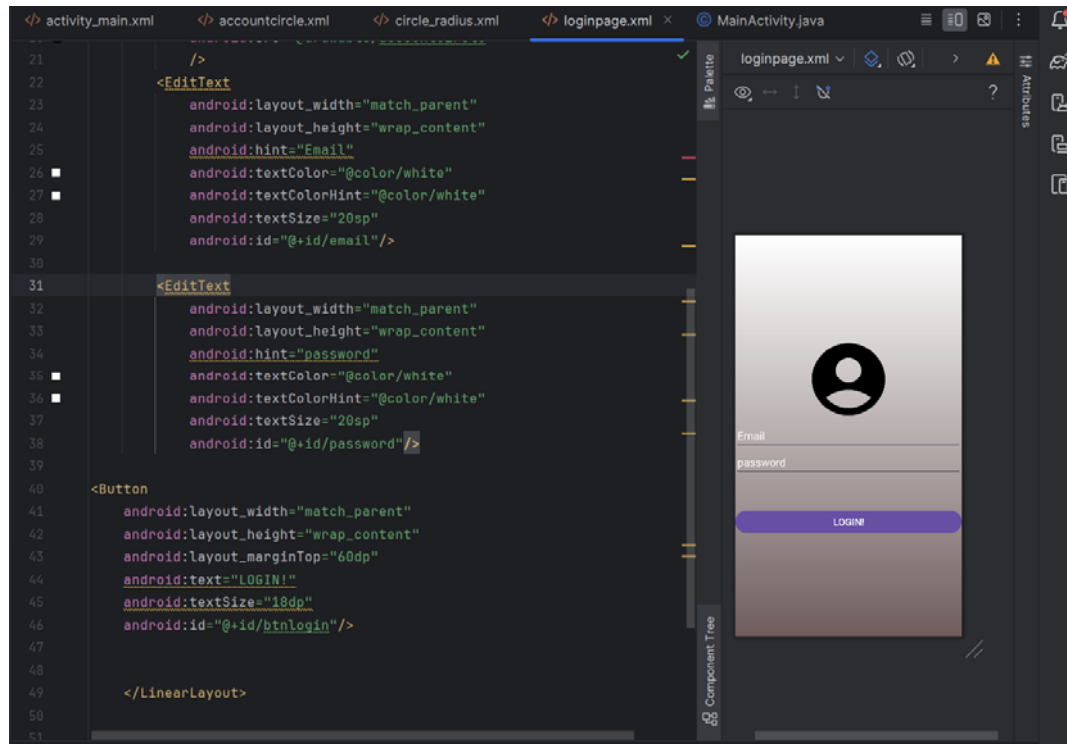 activity_main.xml accountcircle.xml circle_radius.xml loginpage.xml MainActivity.java
21 />
22 <EditText
23 android:layout_width="match_parent"
24 android:layout_height="wrap_content"
25 android:hint="Email"
26 android:textColor="@color/white"
27 android:textColorHint="@color/white"
28 android:textSize="20sp"
29 android:id="@+id/email"/>
30
31 <EditText
32 android:layout_width="match_parent"
33 android:layout_height="wrap_content"
34 android:hint="password"
35 android:textColor="@color/white"
36 android:textColorHint="@color/white"
37 android:textSize="20sp"
38 android:id="@+id/password"/>
39
40 <Button
41 android:layout_width="match_parent"
42 android:layout_height="wrap_content"
43 android:layout_marginTop="60dp"
44 android:text="LOGIN!"
45 android:textSize="18dp"
46 android:id="@+id/btnlogin"/>
47
48
49 </LinearLayout>
50
51
Palette
Component Tree
loginpage.xml
?
Email
password
LOGIN!
Attributes